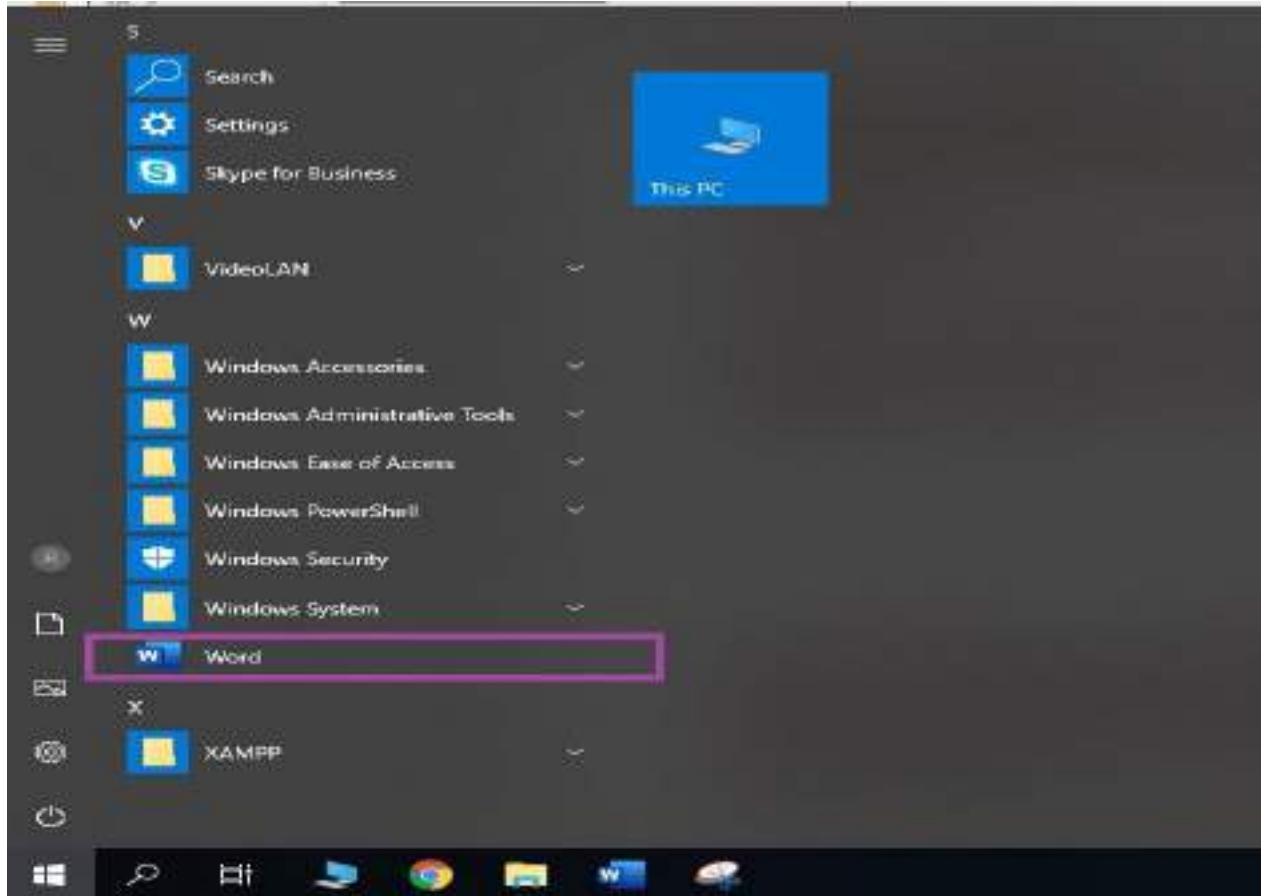 S
Search
Settings
Skype for Business
This PC
V
VideoLAN
W
Windows Accessories
Windows Administrative Tools
Windows Ease of Access
Windows PowerShell
Windows Security
Windows System
W Word
X
XAMPP
W